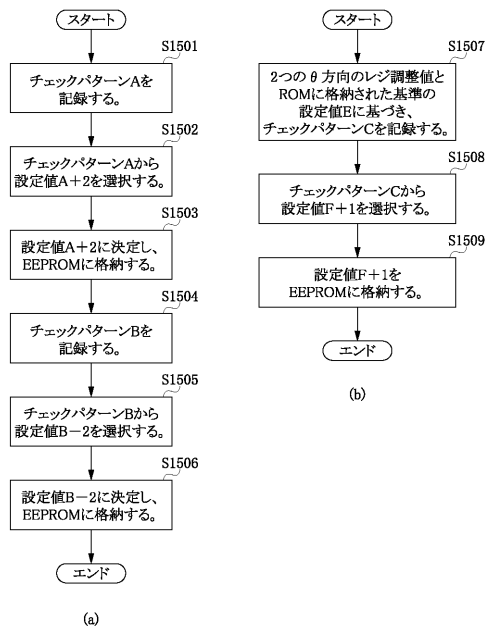 スタート
S1501
チェックパターンAを
記録する。
S1502
チェックパターンAから
設定値A+2を選択する。
S1503
設定値A+2に決定し、
EEPROMに格納する。
S1504
チェックパターンBを
記録する。
S1505
チェックパターンBから
設定値B-2を選択する。
S1506
設定値B-2に決定し、
EEPROMに格納する。
エンド
(a)
スタート
S1507
2つのθ方向のレジ調整値と
ROMに格納された基準の
設定値Eに基づき、
チェックパターンCを記録する。
S1508
チェックパターンCから
設定値F+1を選択する。
S1509
設定値F+1を
EEPROMに格納する。
エンド
(b)